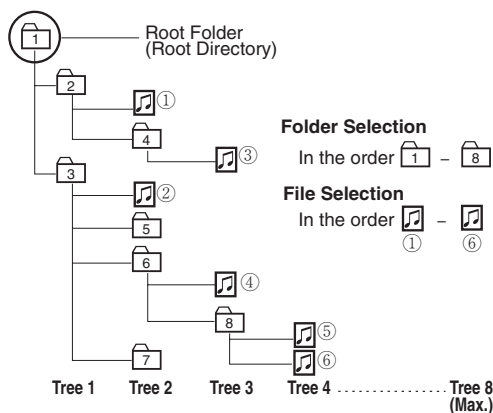 1
Root Folder
(Root Directory)
2
①
4
③
Folder Selection
In the order 1 – 8
3
②
File Selection
5
In the order –
① ⑥
6
④
8
⑤
⑥
7
Tree 1 Tree 2 Tree 3 Tree 4 .................. Tree 8
(Max.)